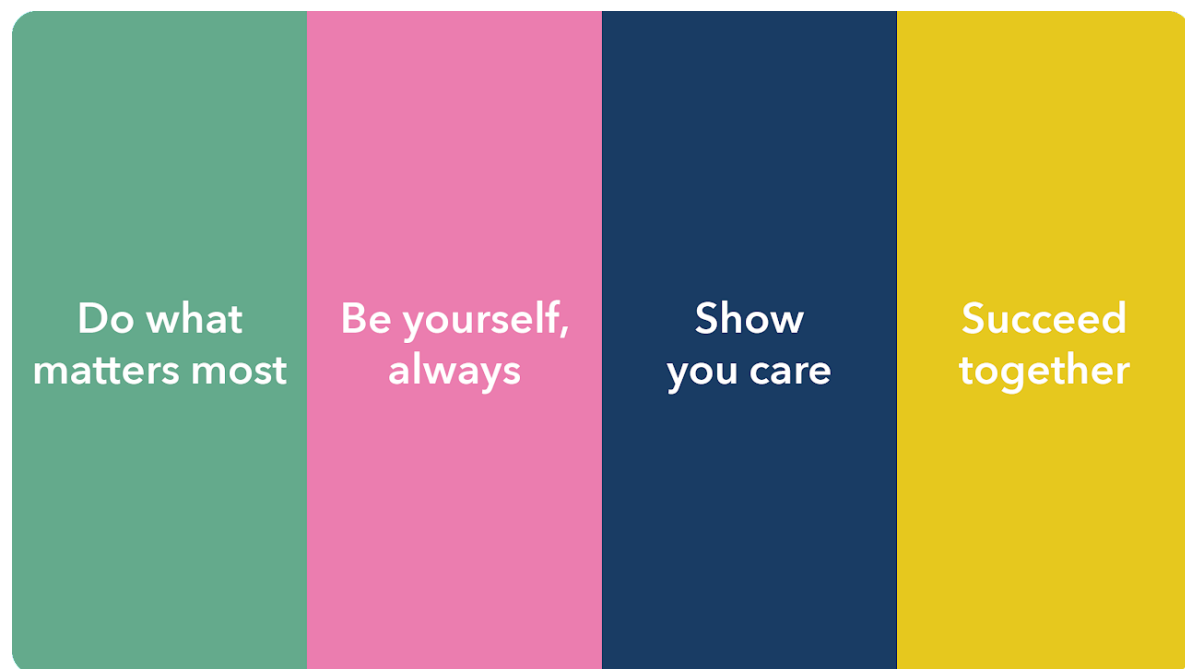 Do what
matters most
Be yourself,
always
Show
you care
Succeed
together